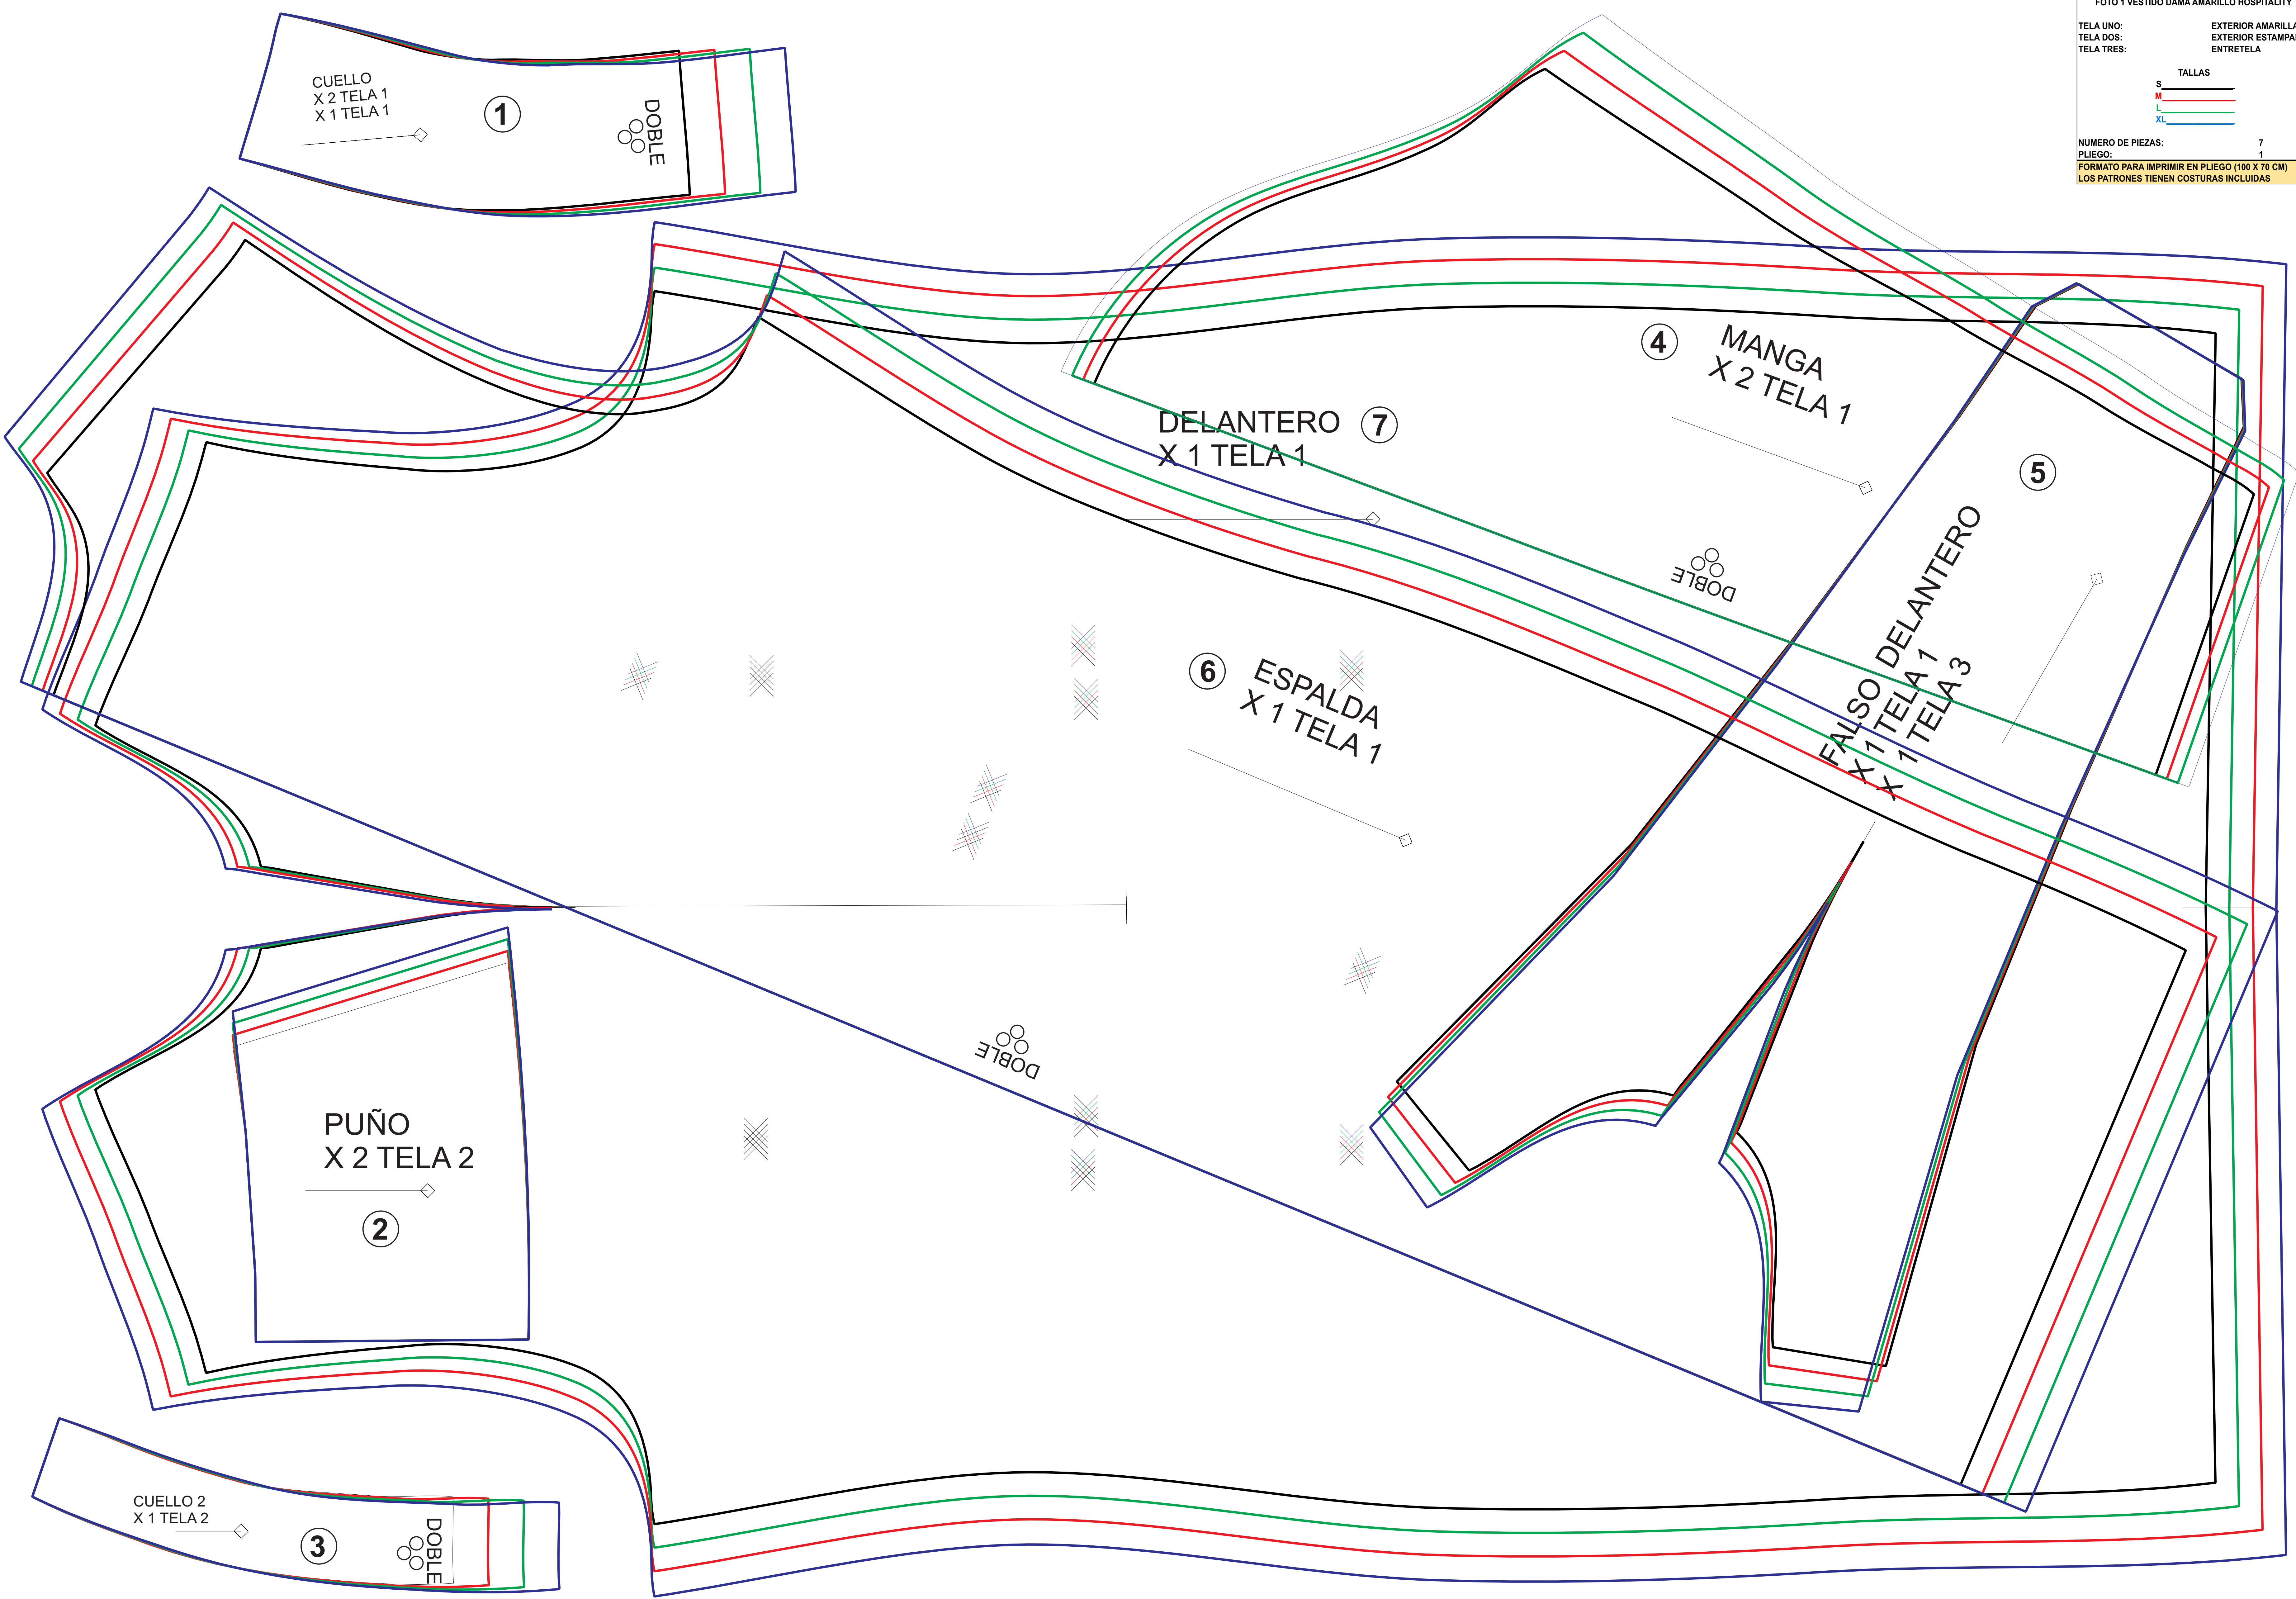 FOTO 1 VESTIDO DAMA AMARILLO HOSPITALITY
TELA UNO: EXTERIOR AMARILLA
TELA DOS: EXTERIOR ESTAMPA
TELA TRES: ENTRETELA
TALLAS
S
M
L
XL
NUMERO DE PIEZAS: 7
PLIEGO: 1
FORMATO PARA IMPRIMIR EN PLIEGO (100 X 70 CM)
LOS PATRONES TIENEN COSTURAS INCLUIDAS
CUELLO
X 2 TELA 1
X 1 TELA 1
1
DOBLE
4
MANGA
X 2 TELA 1
DOBLE
DELANTERO 7
X 1 TELA 1
5
FALSO DELANTERO
X 1 TELA 1
X 1 TELA 3
6
ESPALDA
X 1 TELA 1
DOBLE
PUÑO
X 2 TELA 2
2
CUELLO 2
X 1 TELA 2
3
DOBLE